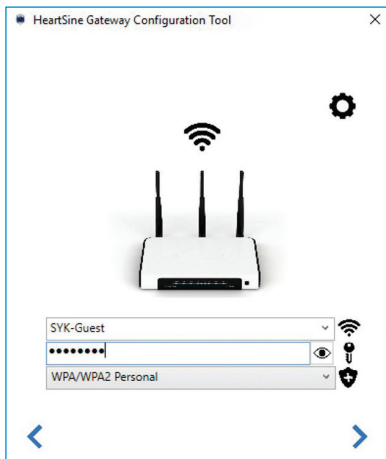 HeartSine Gateway Configuration Tool
SYK-Guest
••••••••
WPA/WPA2 Personal